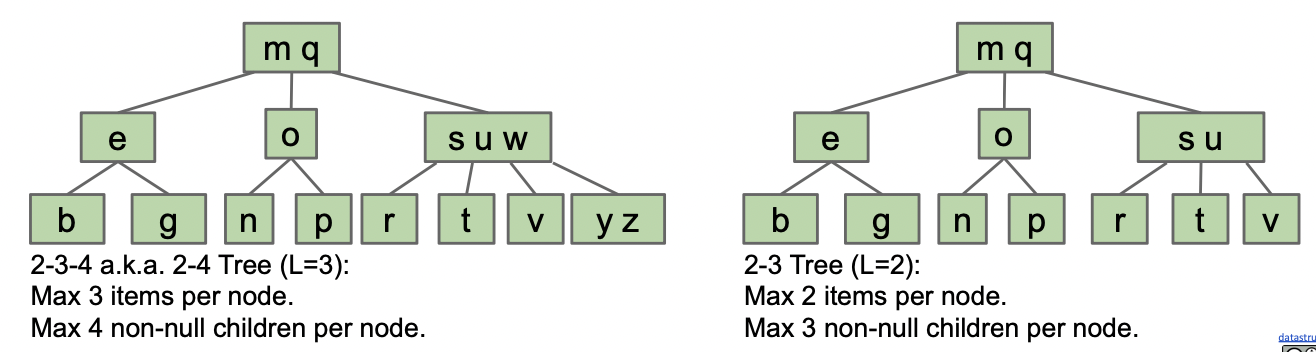 m q
e
o
s u w
b
g
n
p
r
t
v
y z
2-3-4 a.k.a. 2-4 Tree (L=3):
Max 3 items per node.
Max 4 non-null children per node.
m q
e
o
s u
b
g
n
p
r
t
v
2-3 Tree (L=2):
Max 2 items per node.
Max 3 non-null children per node.
datastru